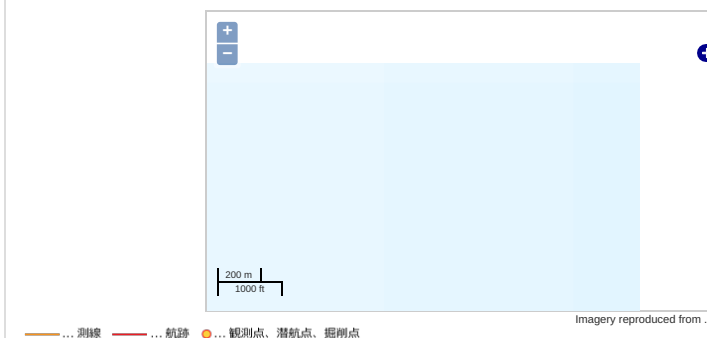 +
−
200 m
1000 ft
Imagery reproduced from .
... 測線 ... 航跡 ... 観測点、潜航点、掘削点